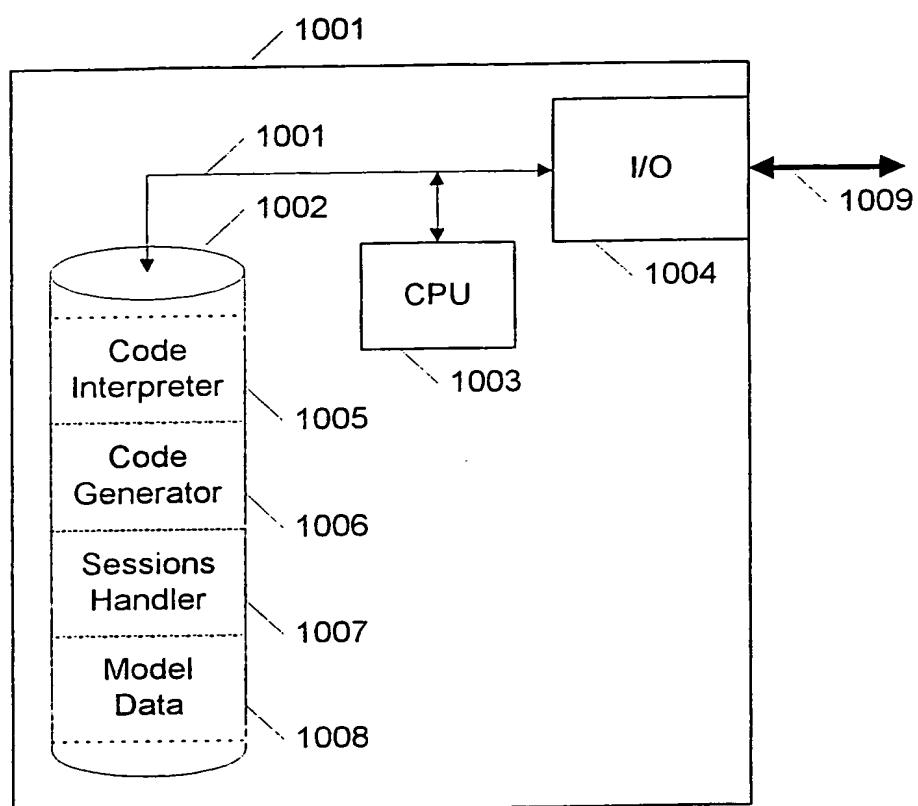 1001
1001
I/O
1009
1002
1004
CPU
1003
Code
Interpreter
1005
Code
Generator
1006
Sessions
Handler
1007
Model
Data
1008